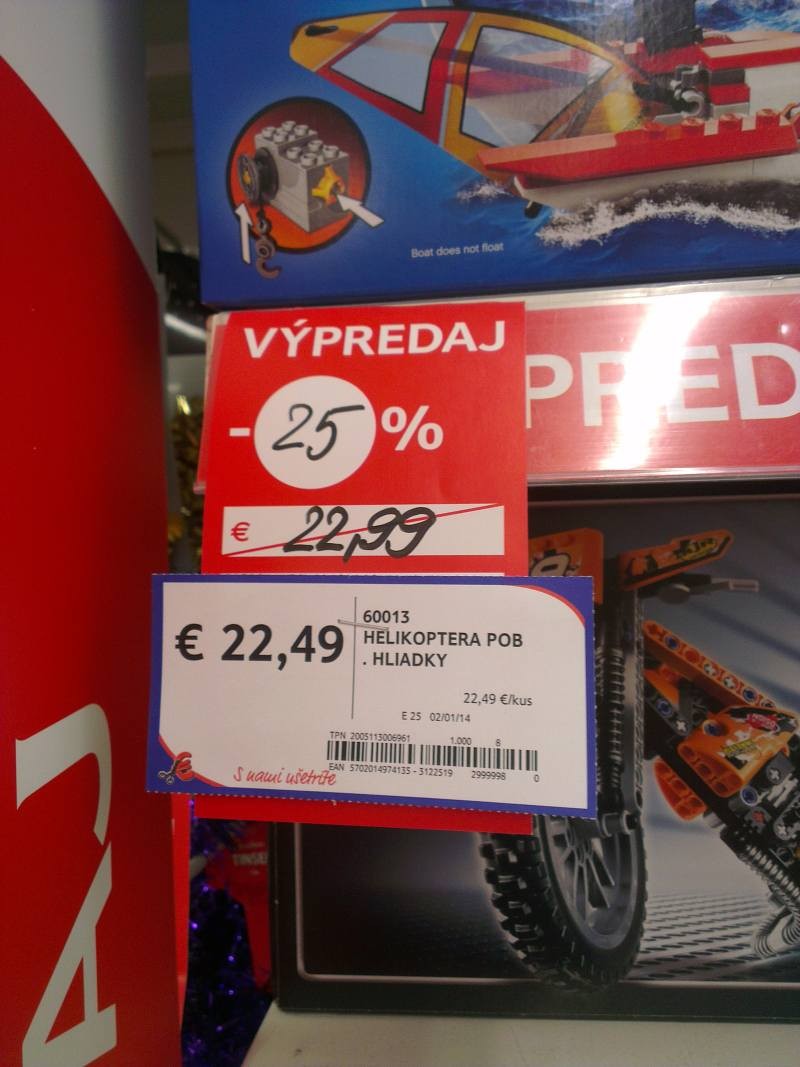 Boat does not float
VÝPREDAJ
- 25 %
€ 22,99
PRED
€ 22,49
60013
HELIKOPTERA POB
. HLIADKY
22,49 €/kus
E 25 02/01/14
TPN 2005113006961 1.000 8
EAN 5702014974135 - 3122519 2999998 0
S nami ušetríte
AJ